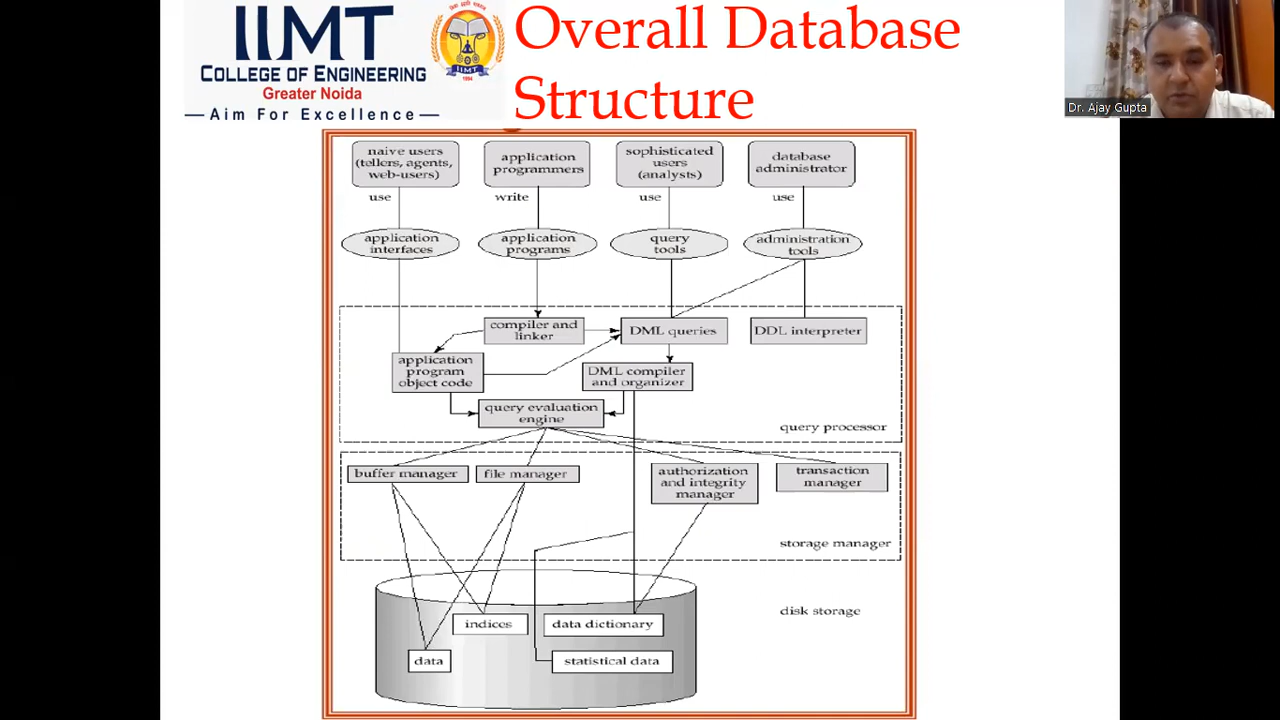 IIMT
COLLEGE OF ENGINEERING
Greater Noida
—Aim For Excellence—
IIMT
Overall Database
Structure
Dr. Ajay Gupta
naive users
(tellers, agents,
web-users)
application
programmers
sophisticated
users
(analysts)
database
administrator
use
write
use
use
application
interfaces
application
programs
query
tools
administration
tools
compiler and
linker
DML queries
DDL interpreter
application
program
object code
DML compiler
and organizer
query evaluation
engine
query processor
buffer manager
file manager
authorization
and integrity
manager
transaction
manager
storage manager
disk storage
indices
data dictionary
data
statistical data